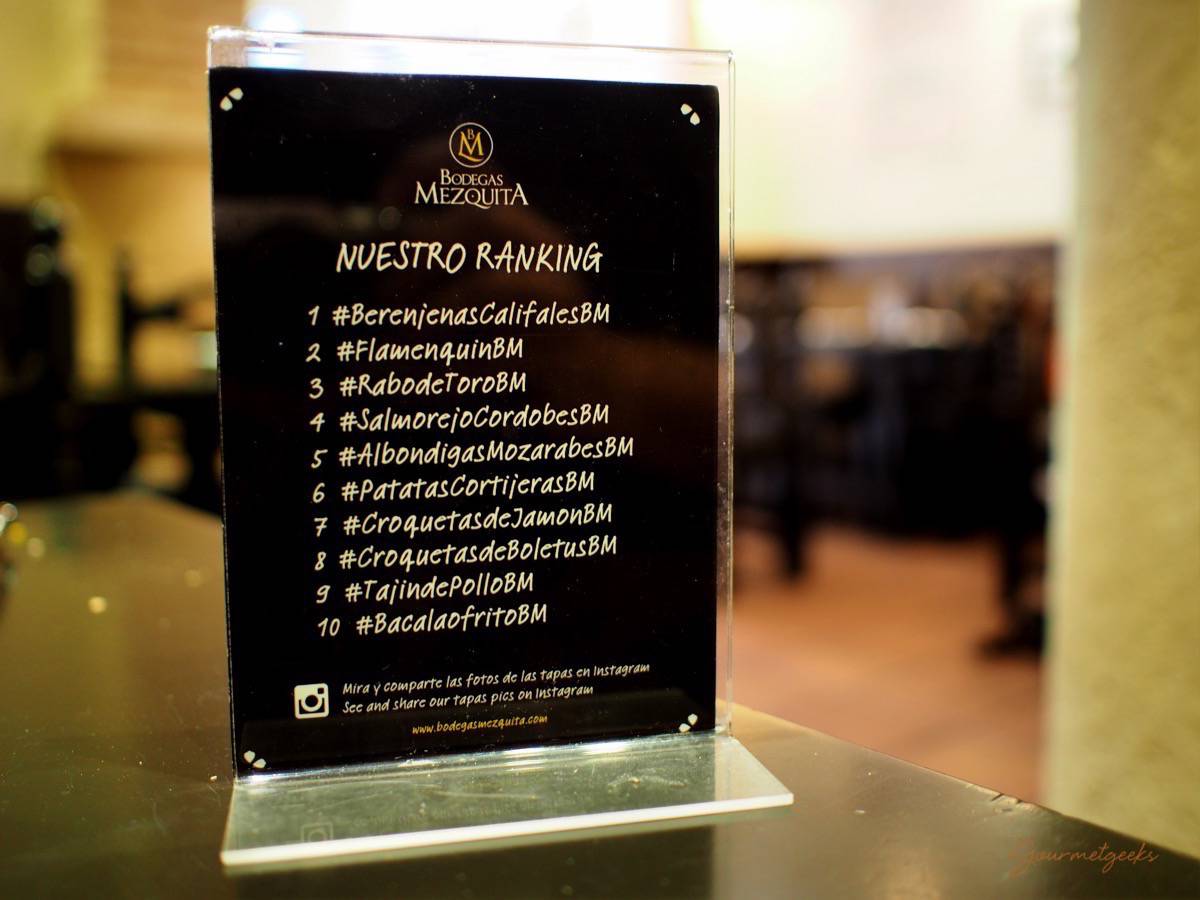 BM
BODEGAS
MEZQUITA
NUESTRO RANKING
1 #BerenjenasCalifalesBM
2 #FlamenquinBM
3 #RabodeToroBM
4 #SalmorejoCordobesBM
5 #AlbondigasMozarabesBM
6 #PatatasCortijerasBM
7 #CroquetasdeJamonBM
8 #CroquetasdeBoletusBM
9 #TajindePolloBM
10 #BacalaofritoBM
Mira y comparte las fotos de las tapas en Instagram
See and share our tapas pics on Instagram
www.bodegasmezquita.com
gourmetgeeks